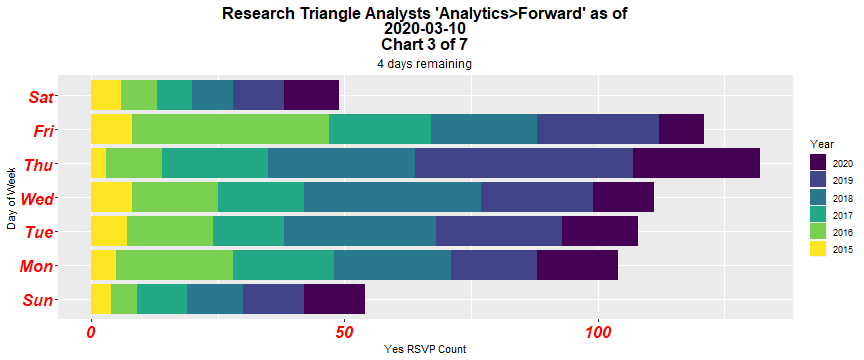 Research Triangle Analysts 'Analytics>Forward' as of
2020-03-10
Chart 3 of 7
4 days remaining
Sat
Fri
Thu
Wed
Tue
Mon
Sun
Day of Week
0
50
100
Yes RSVP Count
Year
2020
2019
2018
2017
2016
2015